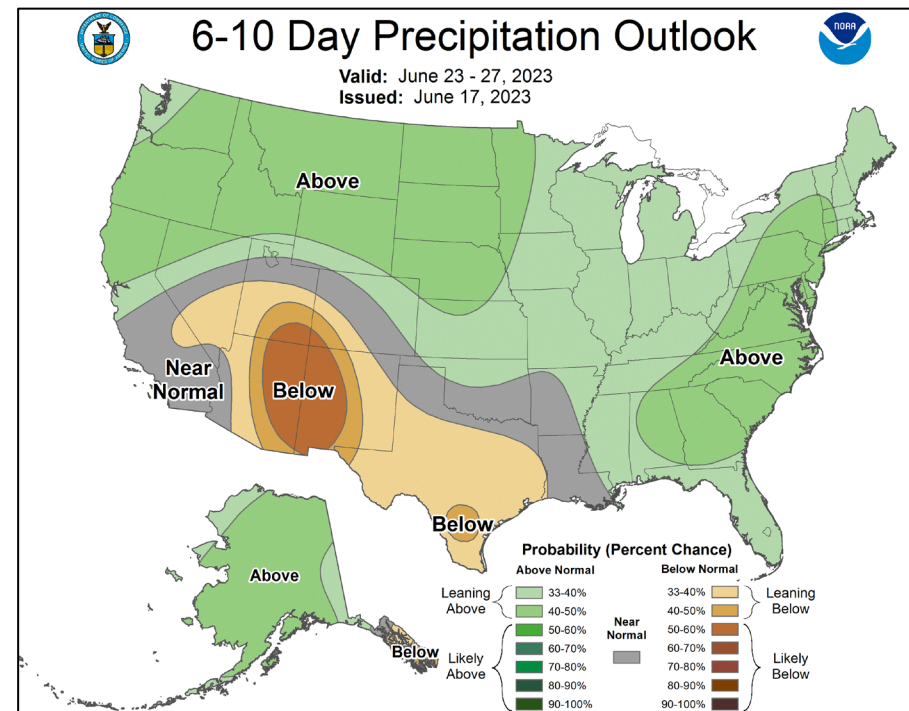 6-10 Day Precipitation Outlook
NOAA
Valid: June 23 - 27, 2023
Issued: June 17, 2023
Above
Near
Normal
Below
Above
Below
Above
Below
Probability (Percent Chance)
Above Normal
Below Normal
Leaning
Above
33-40%
40-50%
Likely
Above
50-60%
60-70%
70-80%
80-90%
90-100%
Near
Normal
33-40%
40-50%
Leaning
Below
50-60%
60-70%
70-80%
80-90%
90-100%
Likely
Below